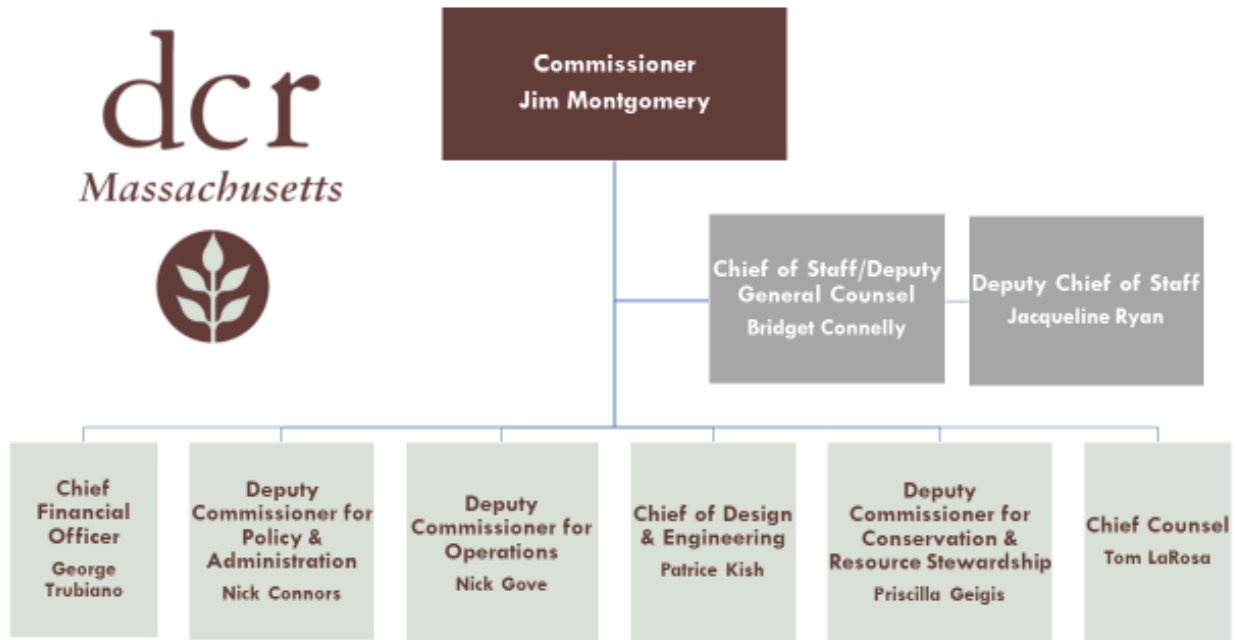 dcr
Massachusetts
Commissioner
Jim Montgomery
Chief of Staff/Deputy
General Counsel
Bridget Connelly
Deputy Chief of Staff
Jacqueline Ryan
Chief
Financial
Officer
George
Trubiano
Deputy
Commissioner for
Policy &
Administration
Nick Connors
Deputy
Commissioner for
Operations
Nick Gove
Chief of Design
& Engineering
Patrice Kish
Deputy
Commissioner for
Conservation &
Resource Stewardship
Priscilla Geigis
Chief Counsel
Tom LaRosa